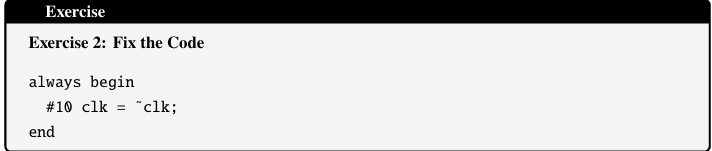 Exercise
Exercise 2: Fix the Code
always begin
#10 clk = ˜clk;
end